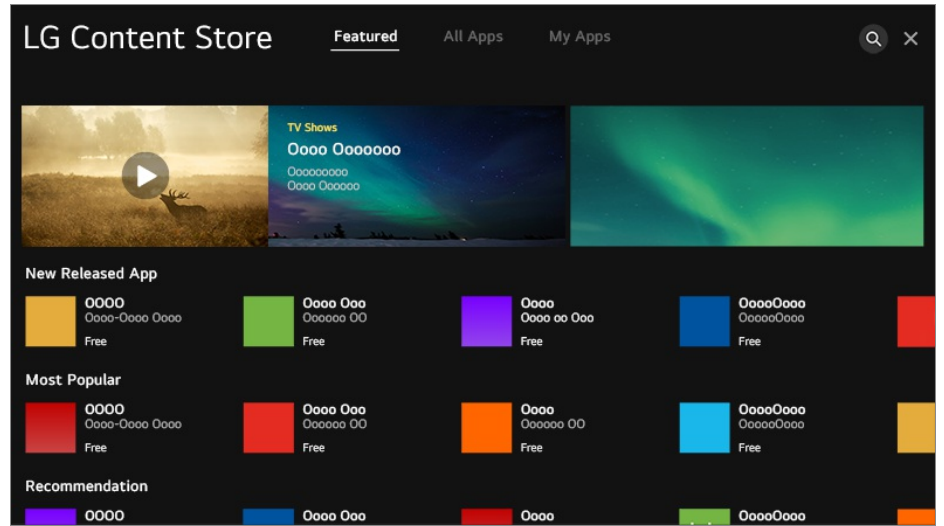 LG Content Store
Featured
All Apps
My Apps
TV Shows
Oooo Ooooooo
Ooooooooo
Oooo Oooooo
New Released App
OOOO
Oooo-Oooo Oooo
Free
Oooo Ooo
Oooooo OO
Free
Oooo
Oooo oo Ooo
Free
OoooOooo
OooooOooo
Free
Most Popular
OOOO
Oooo-Oooo Oooo
Free
Oooo Ooo
Oooooo OO
Free
Oooo
Oooooo OO
Free
OoooOooo
OooooOooo
Free
Recommendation
OOOO
Oooo Ooo
Oooo
OoooOooo